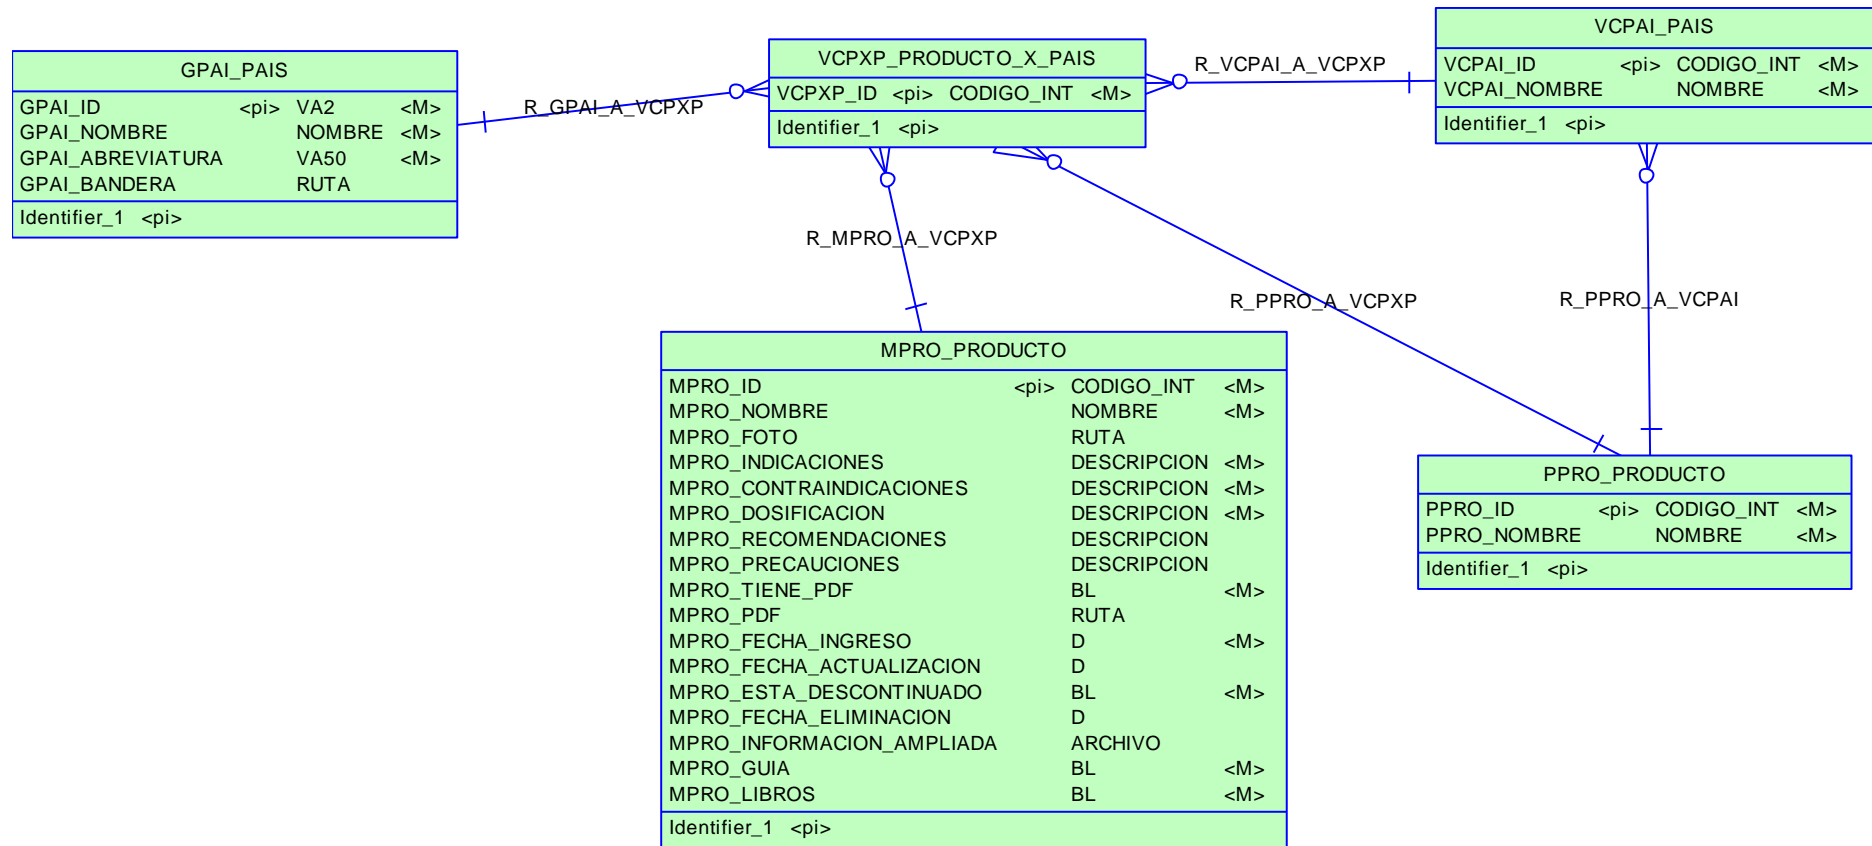 GPAI_PAIS
GPAI_ID <pi> VA2 <M>
GPAI_NOMBRE NOMBRE <M>
GPAI_ABREVIATURA VA50 <M>
GPAI_BANDERA RUTA
Identifier_1 <pi>
R_GPAI_A_VCPXP
VCPXP_PRODUCTO_X_PAIS
VCPXP_ID <pi> CODIGO_INT <M>
Identifier_1 <pi>
R_VCPAI_A_VCPXP
VCPAI_PAIS
VCPAI_ID <pi> CODIGO_INT <M>
VCPAI_NOMBRE NOMBRE <M>
Identifier_1 <pi>
R_MPRO_A_VCPXP
R_PPRO_A_VCPXP
R_PPRO_A_VCPAI
MPRO_PRODUCTO
MPRO_ID <pi> CODIGO_INT <M>
MPRO_NOMBRE NOMBRE <M>
MPRO_FOTO RUTA
MPRO_INDICACIONES DESCRIPCION <M>
MPRO_CONTRAINDICACIONES DESCRIPCION <M>
MPRO_DOSIFICACION DESCRIPCION <M>
MPRO_RECOMENDACIONES DESCRIPCION
MPRO_PRECAUCIONES DESCRIPCION
MPRO_TIENE_PDF BL <M>
MPRO_PDF RUTA
MPRO_FECHA_INGRESO D <M>
MPRO_FECHA_ACTUALIZACION D
MPRO_ESTA_DESCONTINUADO BL <M>
MPRO_FECHA_ELIMINACION D
MPRO_INFORMACION_AMPLIADA ARCHIVO
MPRO_GUIA BL <M>
MPRO_LIBROS BL <M>
Identifier_1 <pi>
PPRO_PRODUCTO
PPRO_ID <pi> CODIGO_INT <M>
PPRO_NOMBRE NOMBRE <M>
Identifier_1 <pi>